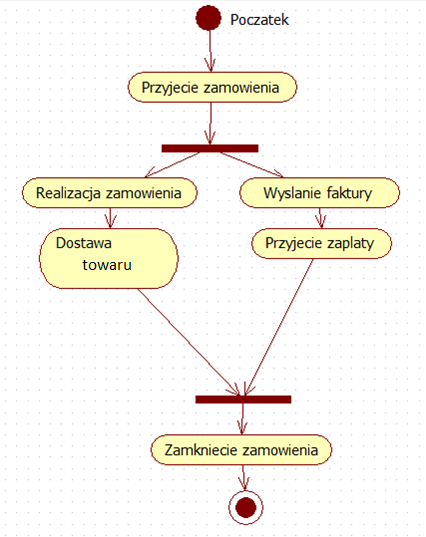 Poczatek
Przyjecie zamowienia
Realizacja zamowienia
Wyslanie faktury
Dostawa
towaru
Przyjecie zaplaty
Zamkniecie zamowienia